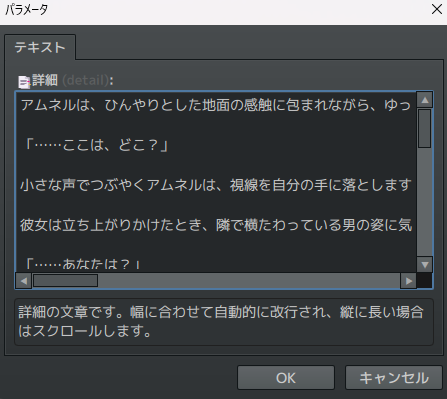 パラメータ
テキスト
詳細 (detail):
アムネルは、ひんやりとした地面の感触に包まれながら、ゆっ
「……ここは、どこ？」
小さな声でつぶやくアムネルは、視線を自分の手に落とします
彼女は立ち上がりかけたとき、隣で横たわっている男の姿に気
「……あなたは？」
詳細の文章です。幅に合わせて自動的に改行され、縦に長い場合
はスクロールします。
OK
キャンセル